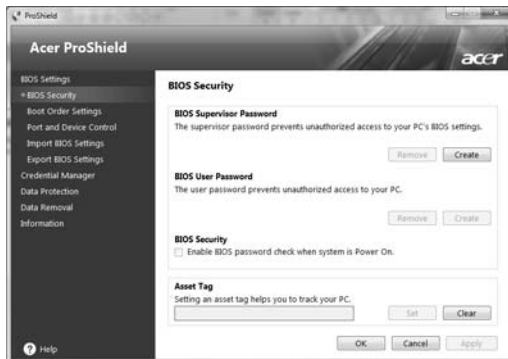 ProShield
Acer ProShield
acer
BIOS Settings
BIOS Security
Boot Order Settings
Port and Device Control
Import BIOS Settings
Export BIOS Settings
Credential Manager
Data Protection
Data Removal
Information
Help
BIOS Security
BIOS Supervisor Password
The supervisor password prevents unauthorized access to your PC's BIOS settings.
Remove Create
BIOS User Password
The user password prevents unauthorized access to your PC.
Remove Create
BIOS Security
Enable BIOS password check when system is Power On.
Asset Tag
Setting an asset tag helps you to track your PC.
Set Clear
OK Cancel Apply